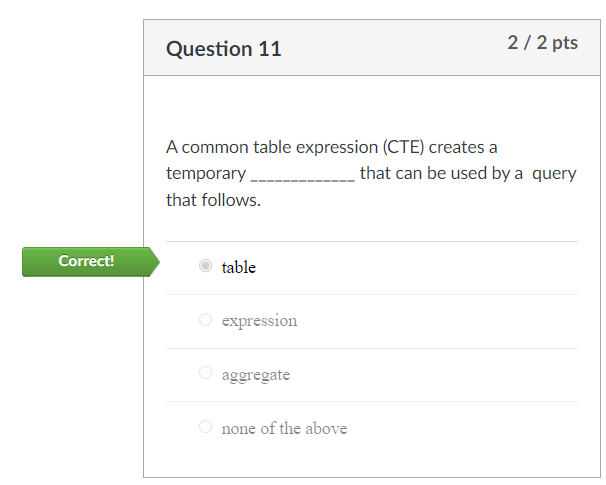 Question 11
2 / 2 pts
A common table expression (CTE) creates a
temporary _____________ that can be used by a  query
that follows.
Correct!
table
expression
aggregate
none of the above